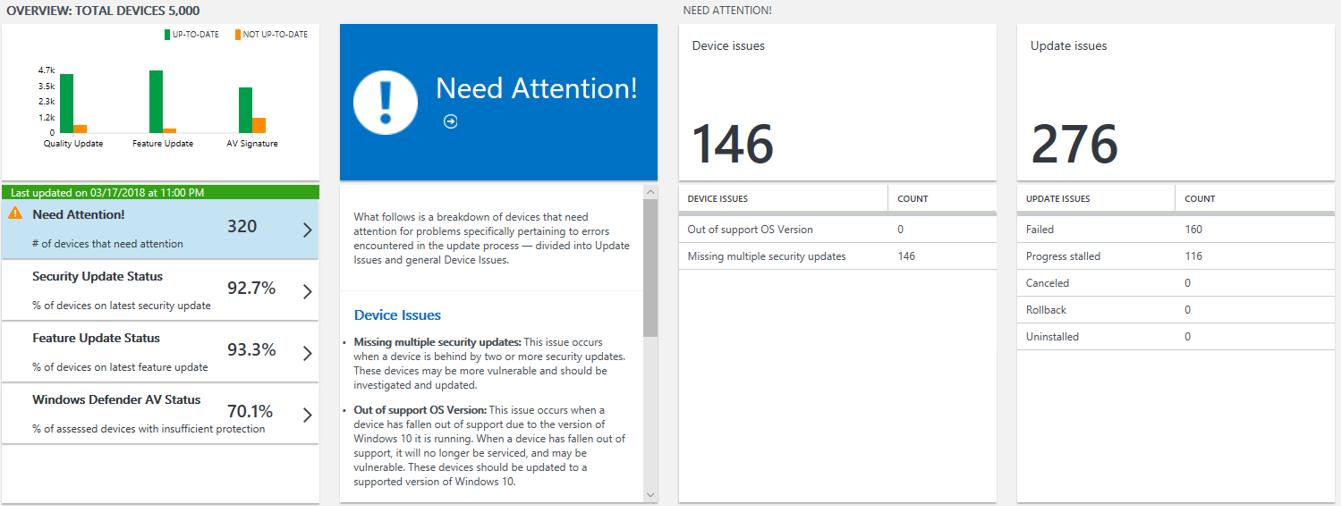 OVERVIEW: TOTAL DEVICES 5,000
UP-TO-DATE NOT UP-TO-DATE
4.7k
3.5k
2.3k
1.2k
0
Quality Update Feature Update AV Signature
Last updated on 03/17/2018 at 11:00 PM
Need Attention!
320
# of devices that need attention
Security Update Status
92.7%
% of devices on latest security update
Feature Update Status
93.3%
% of devices on latest feature update
Windows Defender AV Status
70.1%
% of assessed devices with insufficient protection
Need Attention!
What follows is a breakdown of devices that need
attention for problems specifically pertaining to errors
encountered in the update process — divided into Update
Issues and general Device Issues.
Device Issues
• Missing multiple security updates: This issue occurs
when a device is behind by two or more security updates.
These devices may be more vulnerable and should be
investigated and updated.
• Out of support OS Version: This issue occurs when a
device has fallen out of support due to the version of
Windows 10 it is running. When a device has fallen out of
support, it will no longer be serviced, and may be
vulnerable. These devices should be updated to a
supported version of Windows 10.
NEED ATTENTION!
Device issues
146
DEVICE ISSUES COUNT
Out of support OS Version 0
Missing multiple security updates 146
Update issues
276
UPDATE ISSUES COUNT
Failed 160
Progress stalled 116
Canceled 0
Rollback 0
Uninstalled 0